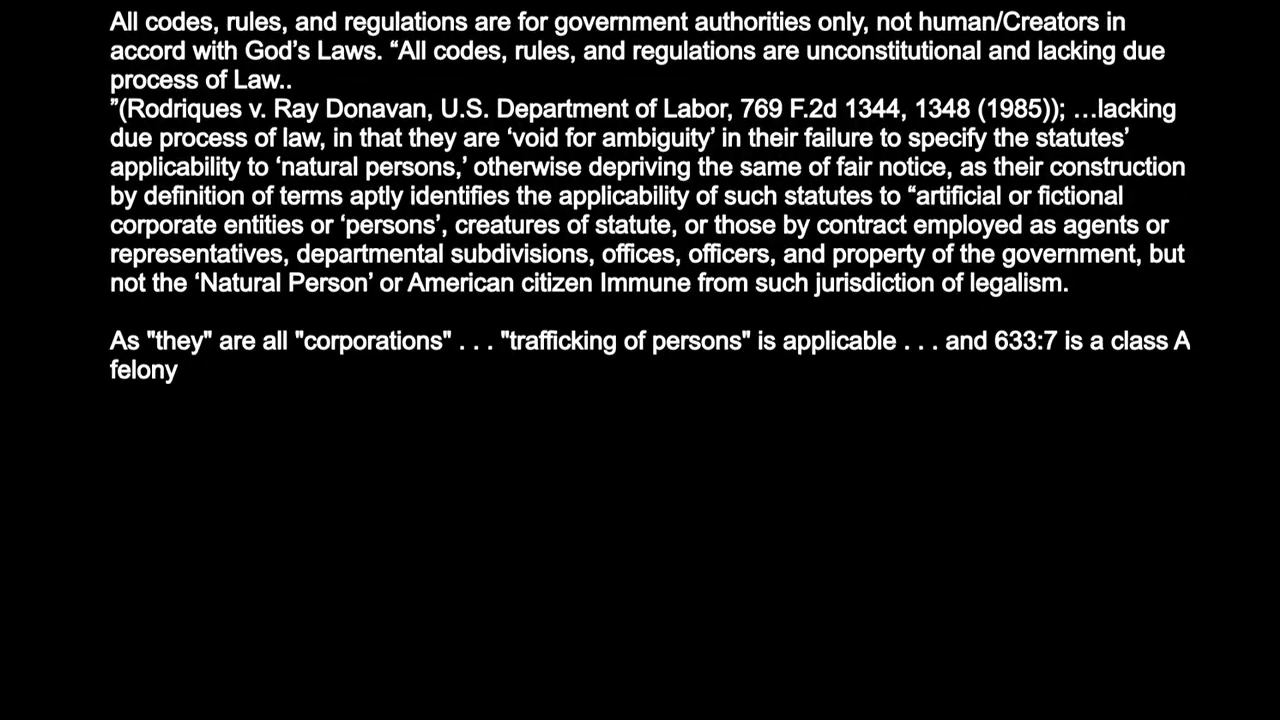 All codes, rules, and regulations are for government authorities only, not human/Creators in
accord with God’s Laws. “All codes, rules, and regulations are unconstitutional and lacking due
process of Law..
”(Rodriques v. Ray Donavan, U.S. Department of Labor, 769 F.2d 1344, 1348 (1985)); …lacking
due process of law, in that they are ‘void for ambiguity’ in their failure to specify the statutes’
applicability to ‘natural persons,’ otherwise depriving the same of fair notice, as their construction
by definition of terms aptly identifies the applicability of such statutes to “artificial or fictional
corporate entities or ‘persons’, creatures of statute, or those by contract employed as agents or
representatives, departmental subdivisions, offices, officers, and property of the government, but
not the ‘Natural Person’ or American citizen Immune from such jurisdiction of legalism.
As "they" are all "corporations" . . . "trafficking of persons" is applicable . . . and 633:7 is a class A
felony